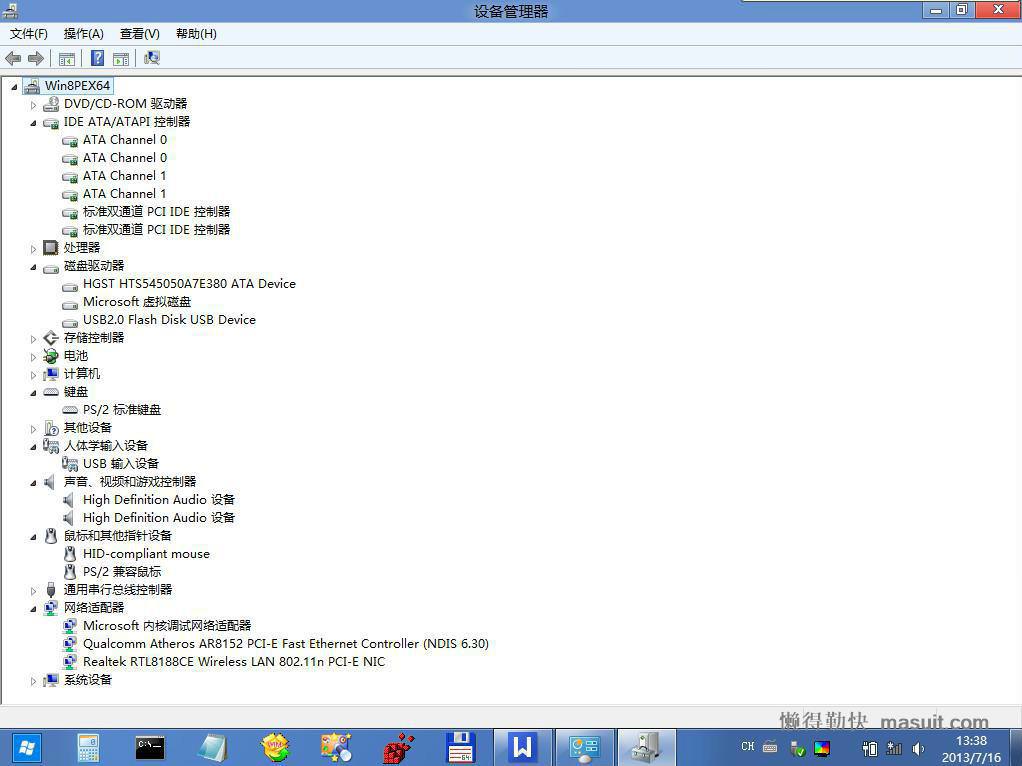 设备管理器
文件(F) 操作(A) 查看(V) 帮助(H)
Win8PEX64
DVD/CD-ROM 驱动器
IDE ATA/ATAPI 控制器
ATA Channel 0
ATA Channel 0
ATA Channel 1
ATA Channel 1
标准双通道 PCI IDE 控制器
标准双通道 PCI IDE 控制器
处理器
磁盘驱动器
HGST HTS545050A7E380 ATA Device
Microsoft 虚拟磁盘
USB2.0 Flash Disk USB Device
存储控制器
电池
计算机
键盘
PS/2 标准键盘
其他设备
人体学输入设备
USB 输入设备
声音、视频和游戏控制器
High Definition Audio 设备
High Definition Audio 设备
鼠标和其他指针设备
HID-compliant mouse
PS/2 兼容鼠标
通用串行总线控制器
网络适配器
Microsoft 内核调试网络适配器
Qualcomm Atheros AR8152 PCI-E Fast Ethernet Controller (NDIS 6.30)
Realtek RTL8188CE Wireless LAN 802.11n PCI-E NIC
系统设备
懒得勤快_masuit.com
C:\_
64
W
CH
13:38
2013/7/16